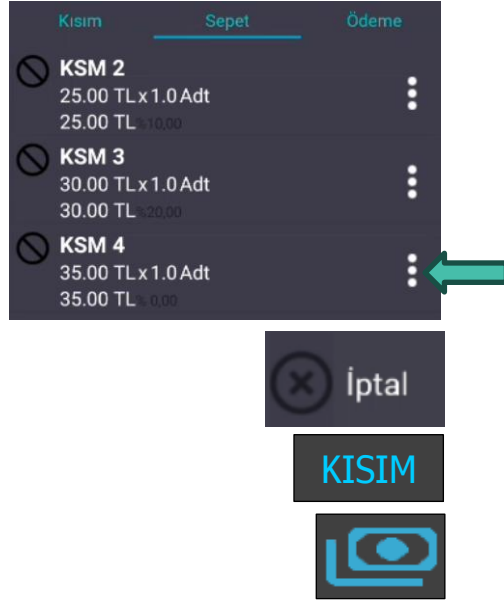 Kısım Sepet Ödeme
KSM 2
25.00 TL x 1.0 Adt
25.00 TL %10,00
KSM 3
30.00 TL x 1.0 Adt
30.00 TL %20,00
KSM 4
35.00 TL x 1.0 Adt
35.00 TL % 0,00
İptal
KISIM